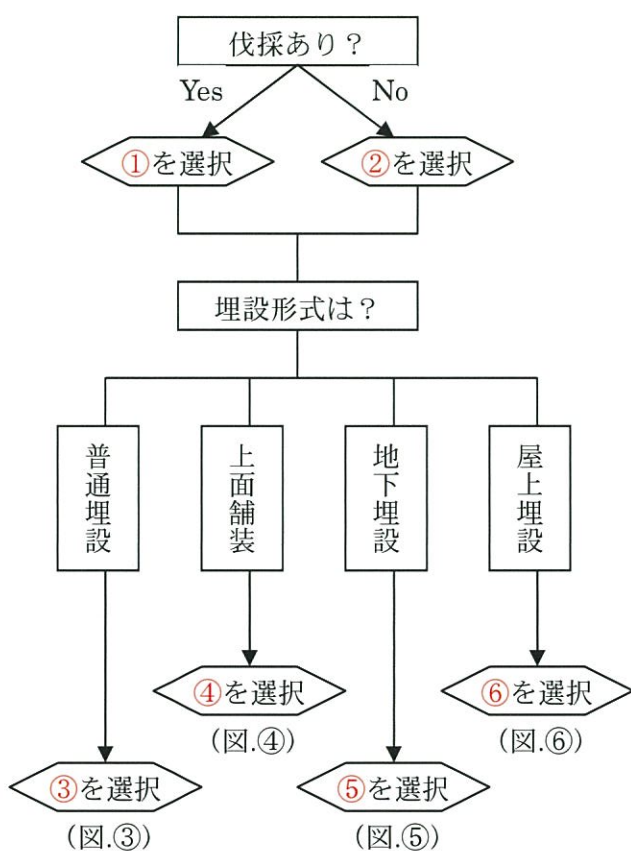 伐採あり？
Yes
No
①を選択
②を選択
埋設形式は？
普通埋設
上面舗装
地下埋設
屋上埋設
④を選択
⑥を選択
(図.④)
(図.⑥)
③を選択
⑤を選択
(図.③)
(図.⑤)